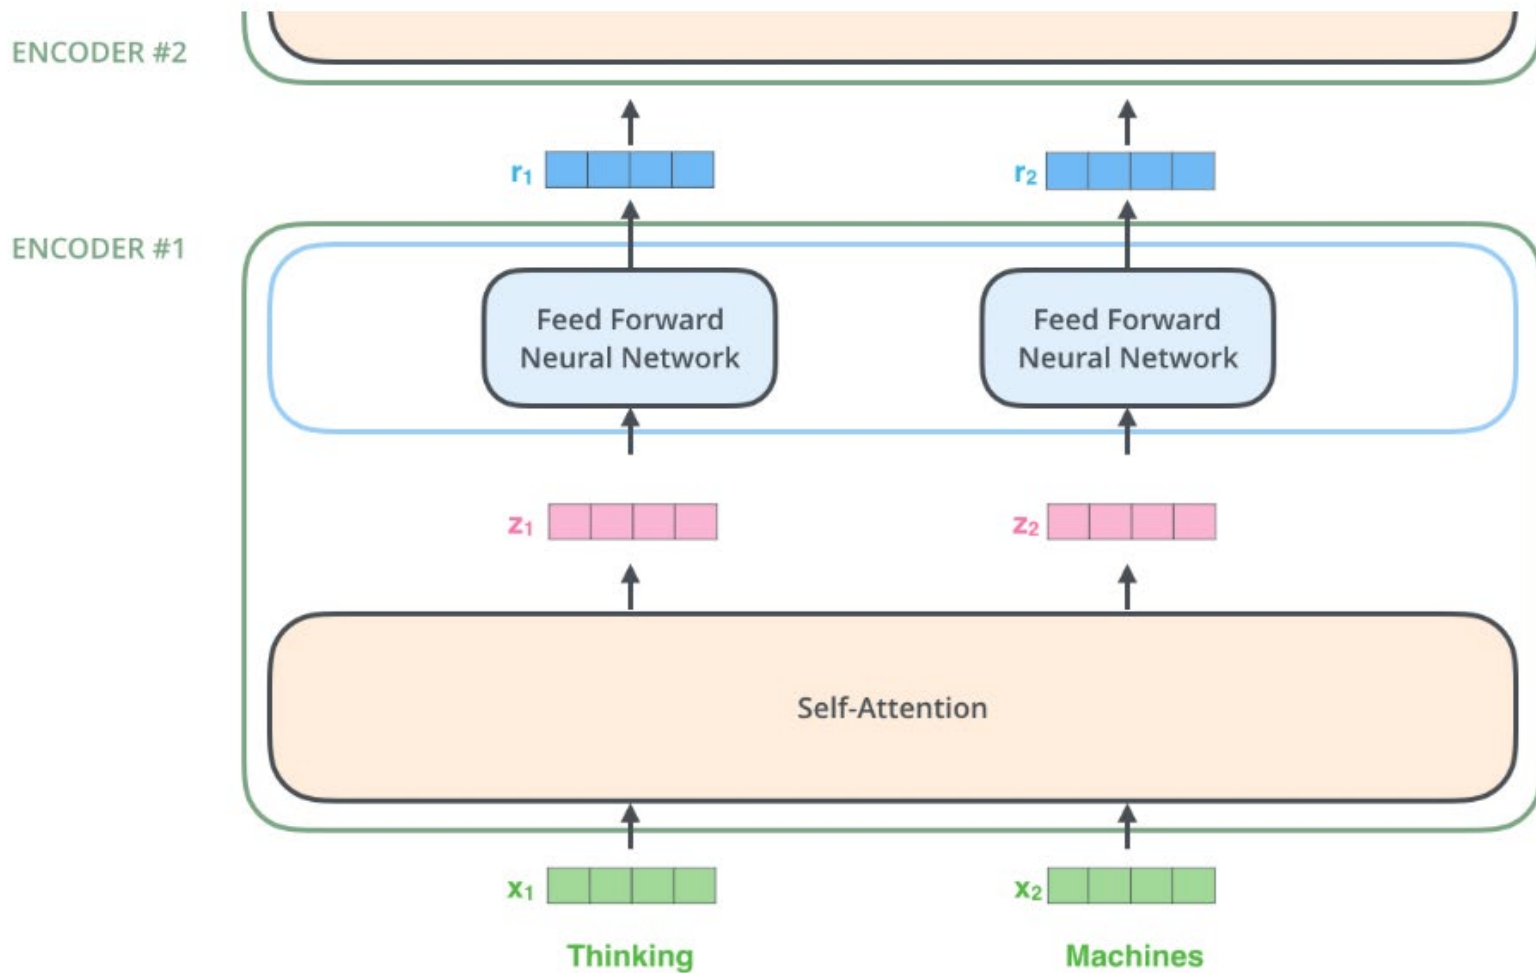 ENCODER #2
r₁
r₂
ENCODER #1
Feed Forward
Neural Network
Feed Forward
Neural Network
z₁
z₂
Self-Attention
x₁
x₂
Thinking
Machines